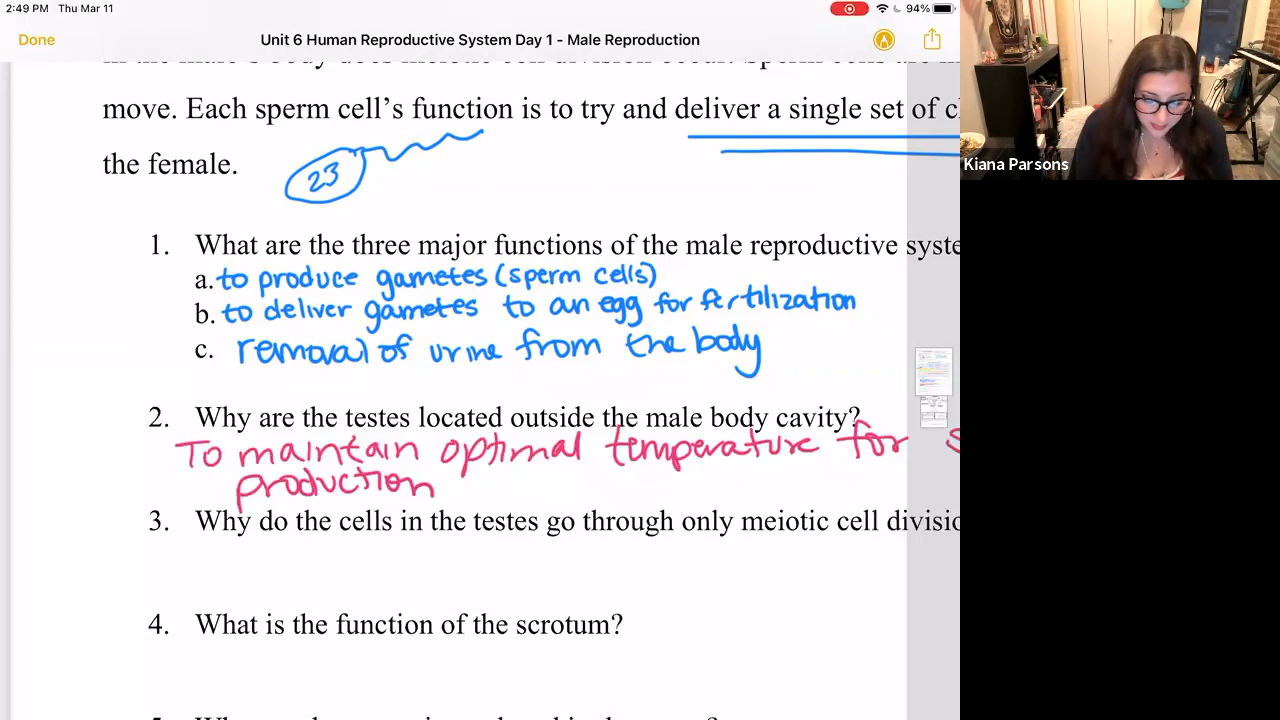 2:49 PM Thu Mar 11 94%
Done Unit 6 Human Reproductive System Day 1 - Male Reproduction
move. Each sperm cell's function is to try and deliver a single set of
the female.
23
1. What are the three major functions of the male reproductive syste
a. to produce gametes (sperm cells)
b. to deliver gametes to an egg for fertilization
c. removal of urine from the body
2. Why are the testes located outside the male body cavity?
To maintain optimal temperature for
production
3. Why do the cells in the testes go through only meiotic cell divisio
4. What is the function of the scrotum?
Kiana Parsons